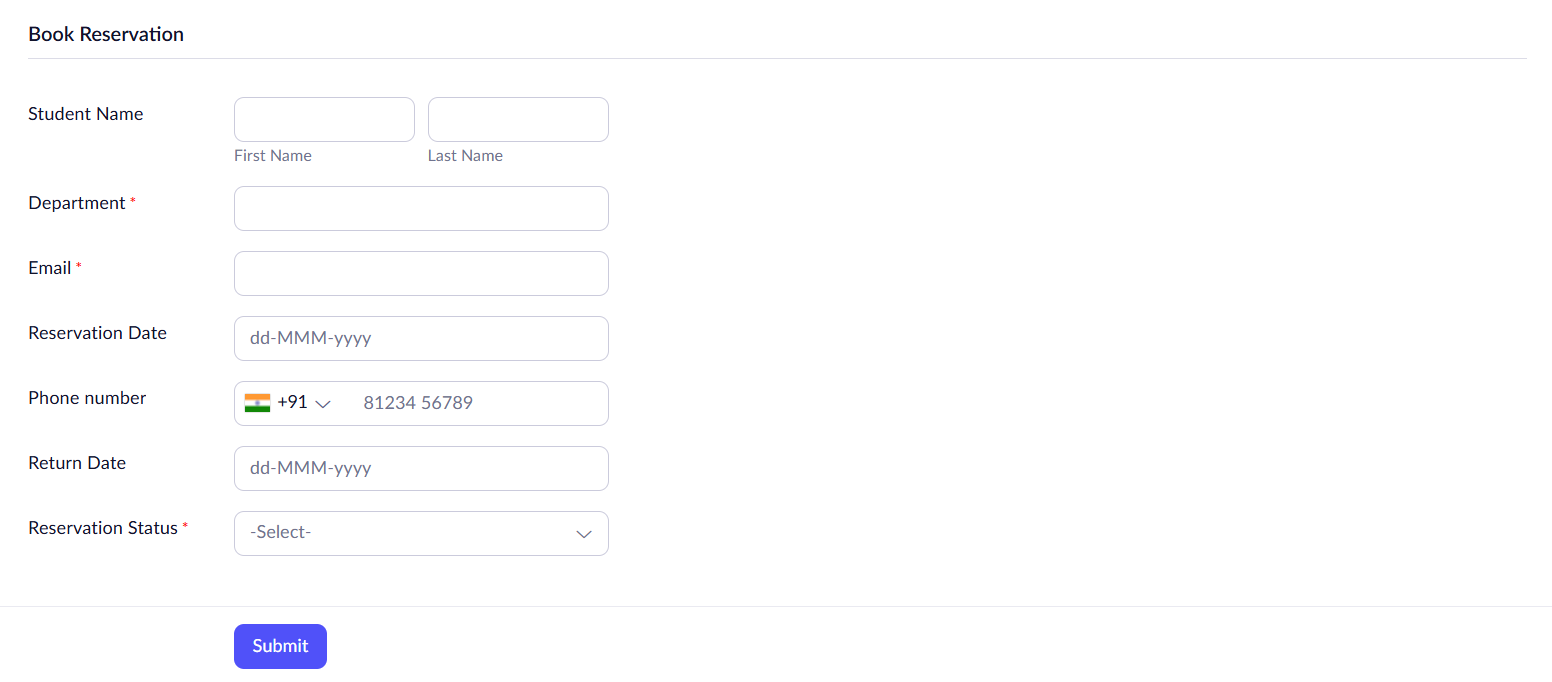 Book Reservation
Student Name
First Name Last Name
Department *
Email *
Reservation Date
dd-MMM-yyyy
Phone number
+91 81234 56789
Return Date
dd-MMM-yyyy
Reservation Status *
-Select-
Submit